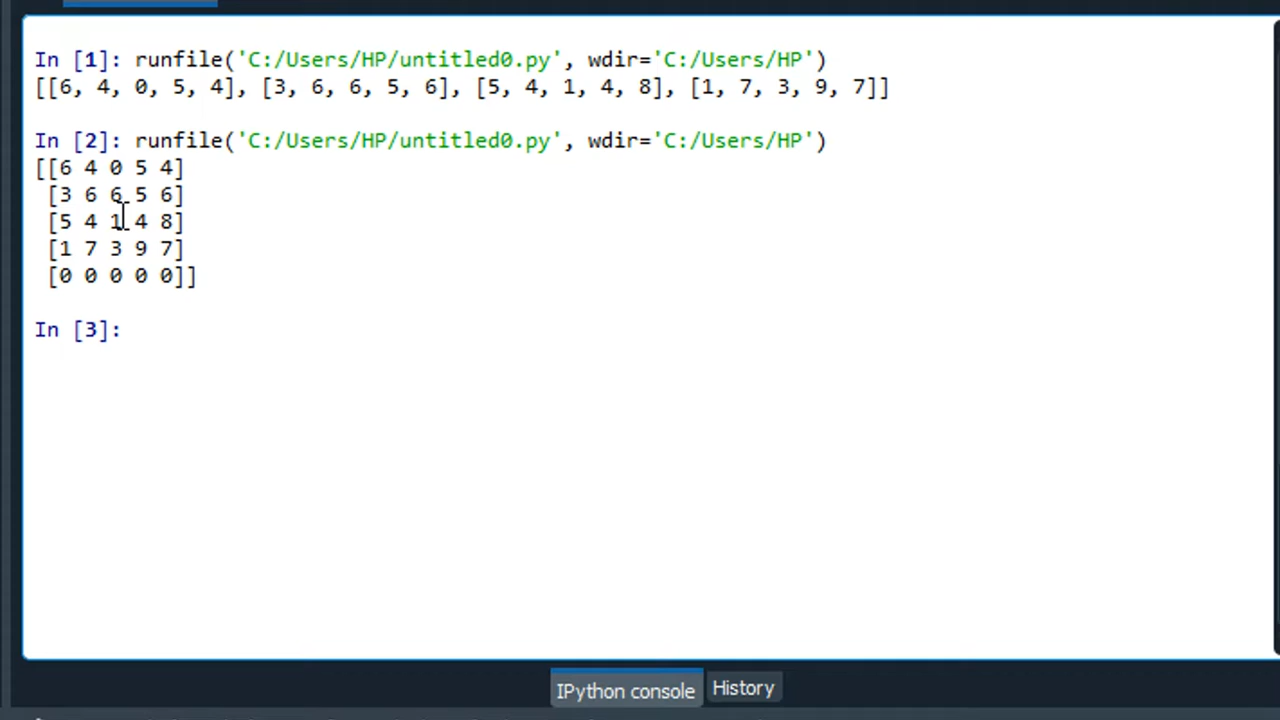 In [1]: runfile('C:/Users/HP/untitled0.py', wdir='C:/Users/HP')
[[6, 4, 0, 5, 4], [3, 6, 6, 5, 6], [5, 4, 1, 4, 8], [1, 7, 3, 9, 7]]
In [2]: runfile('C:/Users/HP/untitled0.py', wdir='C:/Users/HP')
[[6 4 0 5 4]
[3 6 6 5 6]
[5 4 1 4 8]
[1 7 3 9 7]
[0 0 0 0 0]]
In [3]:
IPython console
History